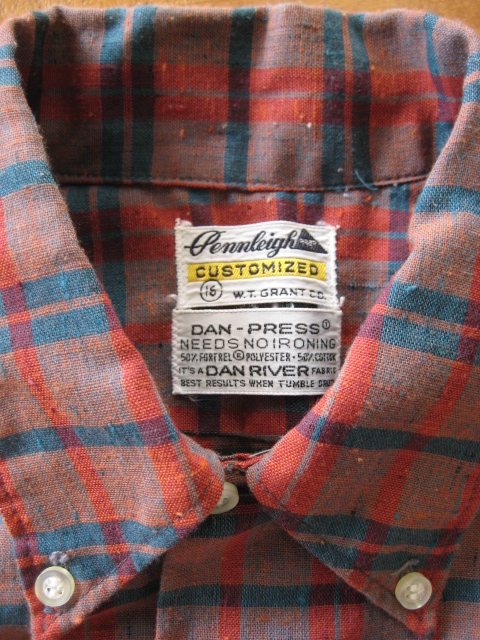 Pennleigh
CUSTOMIZED
16 W.T. GRANT CO.
DAN-PRESS®
NEEDS NO IRONING
50% FORTREL® POLYESTER • 50% COTTON
IT'S A DAN RIVER FABRIC
BEST RESULTS WHEN TUMBLE DRIED